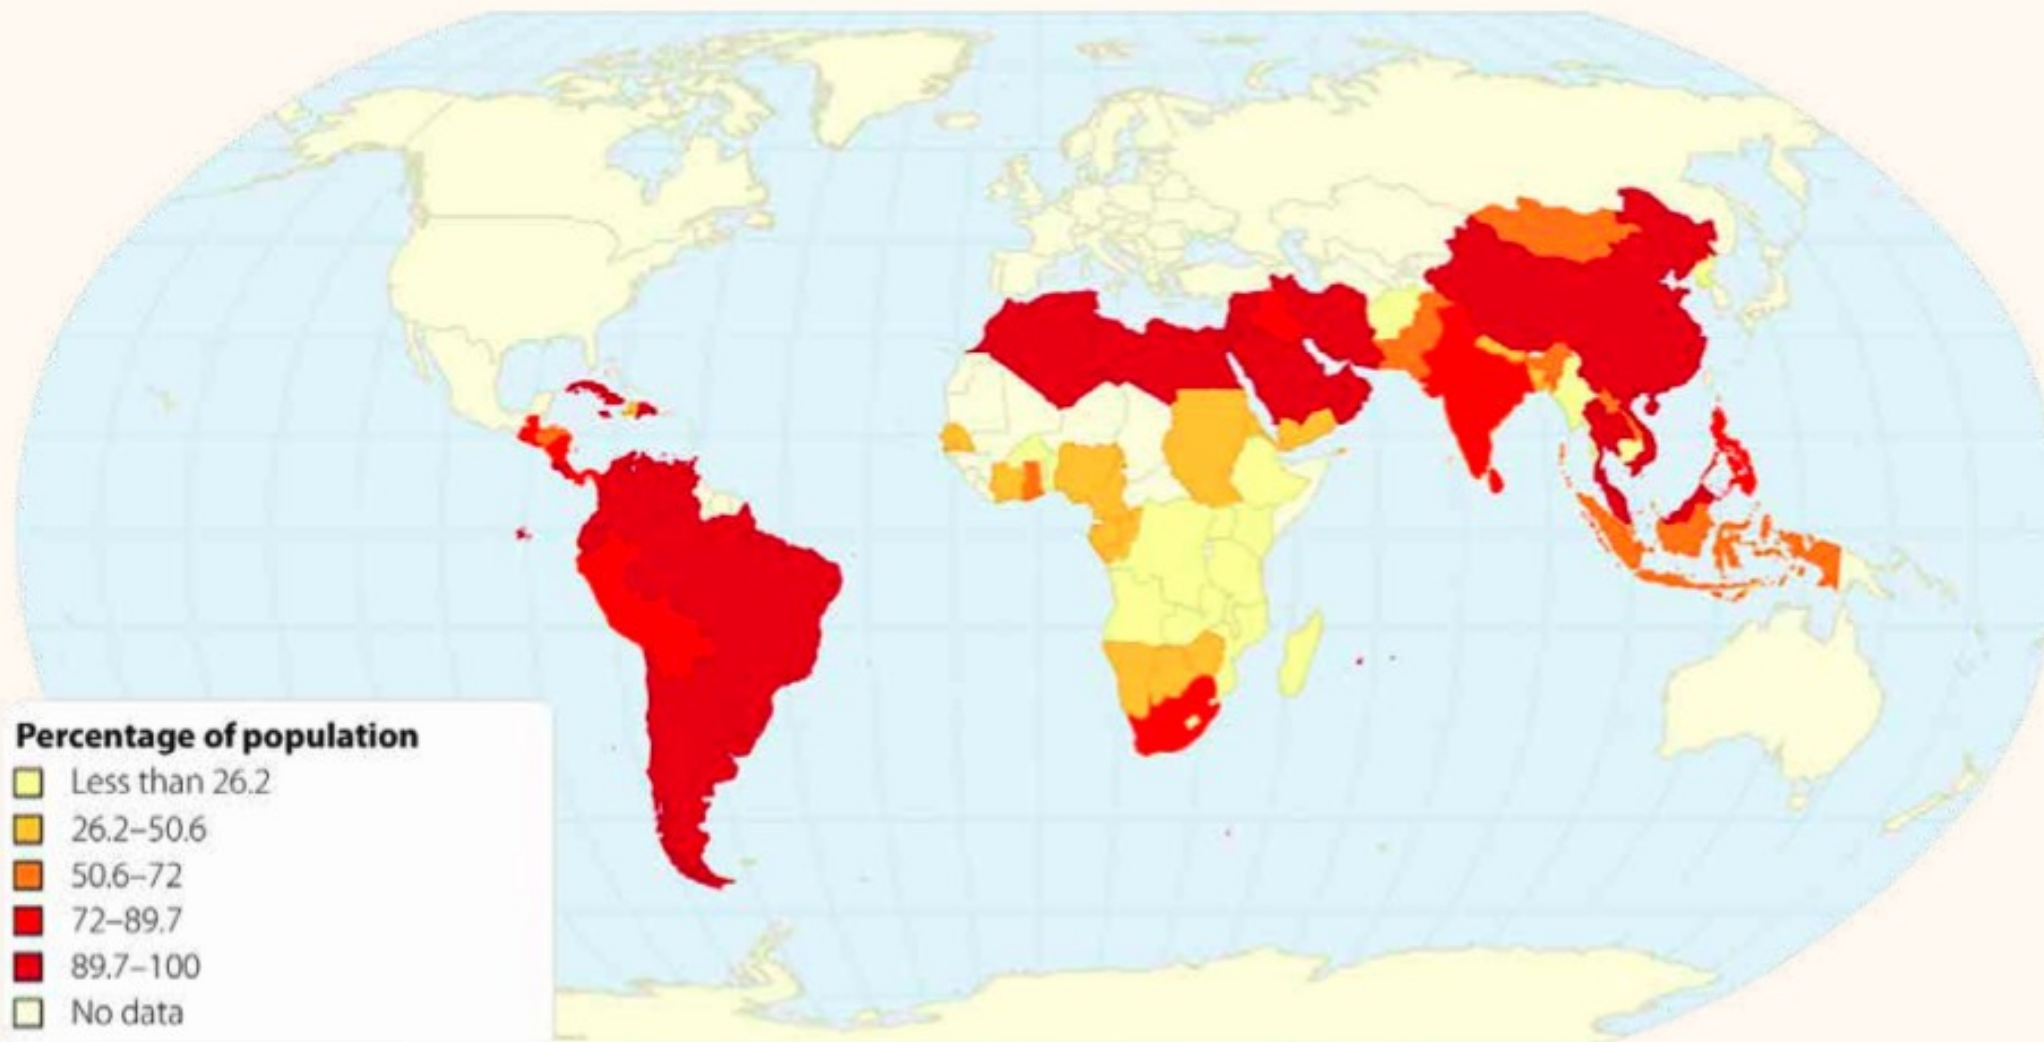 Percentage of population
Less than 26.2
26.2–50.6
50.6–72
72–89.7
89.7–100
No data